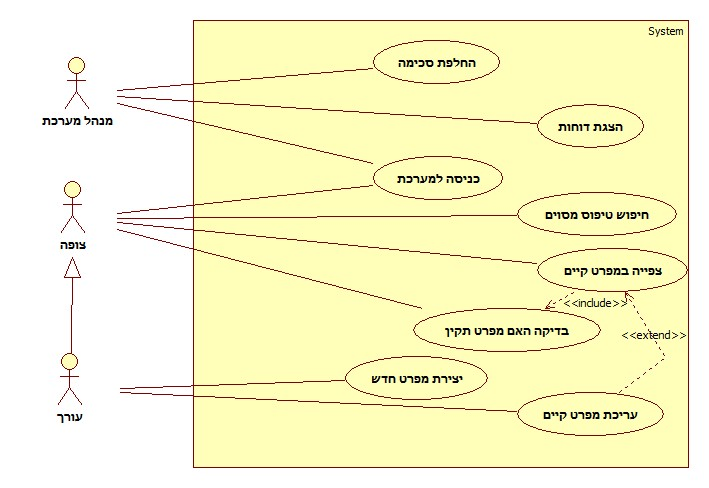 System
החלפת סכימה
מנהל מערכת
הצגת דוחות
כניסה למערכת
חיפוש טיפוס מסוים
צופה
צפייה במפרט קיים
<<include>>
בדיקה האם מפרט תקין
<<extend>>
יצירת מפרט חדש
עריכת מפרט קיים
עורך